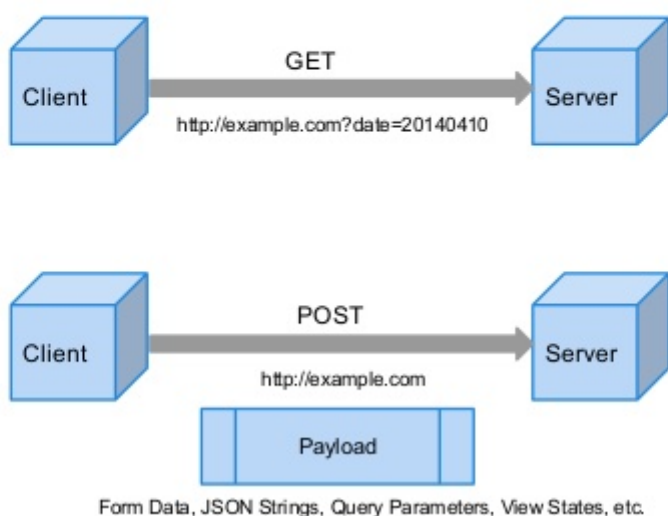 GET
Client
Server
http://example.com?date=20140410
POST
Client
Server
http://example.com
Payload
Form Data, JSON Strings, Query Parameters, View States, etc.